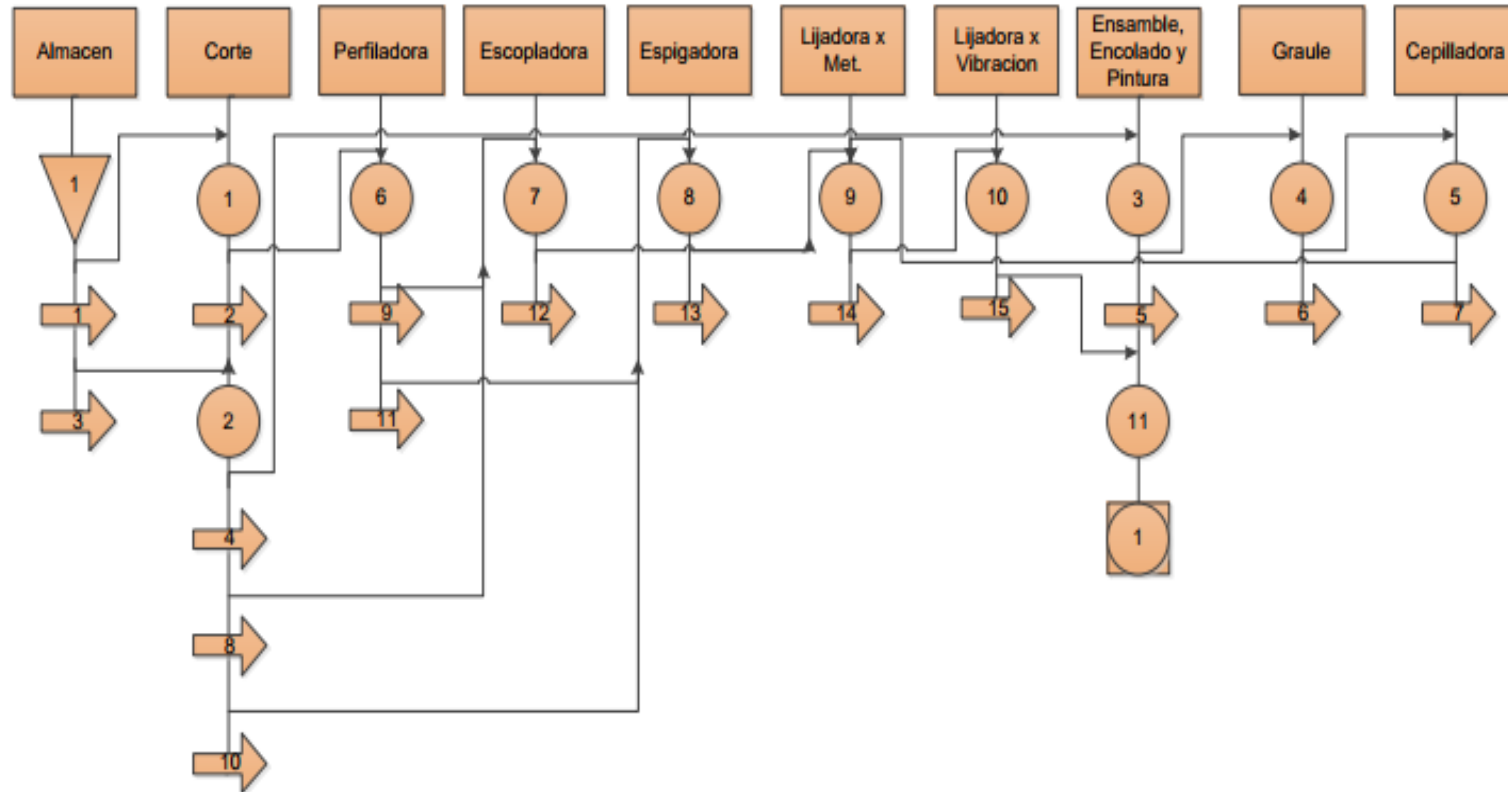 Almacen
Corte
Perfiladora
Escopladora
Espigadora
Lijadora x
Met.
Lijadora x
Vibracion
Ensamble,
Encolado y
Pintura
Graule
Cepilladora
1
1
6
7
8
9
10
3
4
5
1
2
9
12
13
14
15
5
6
7
3
2
11
11
4
1
8
10